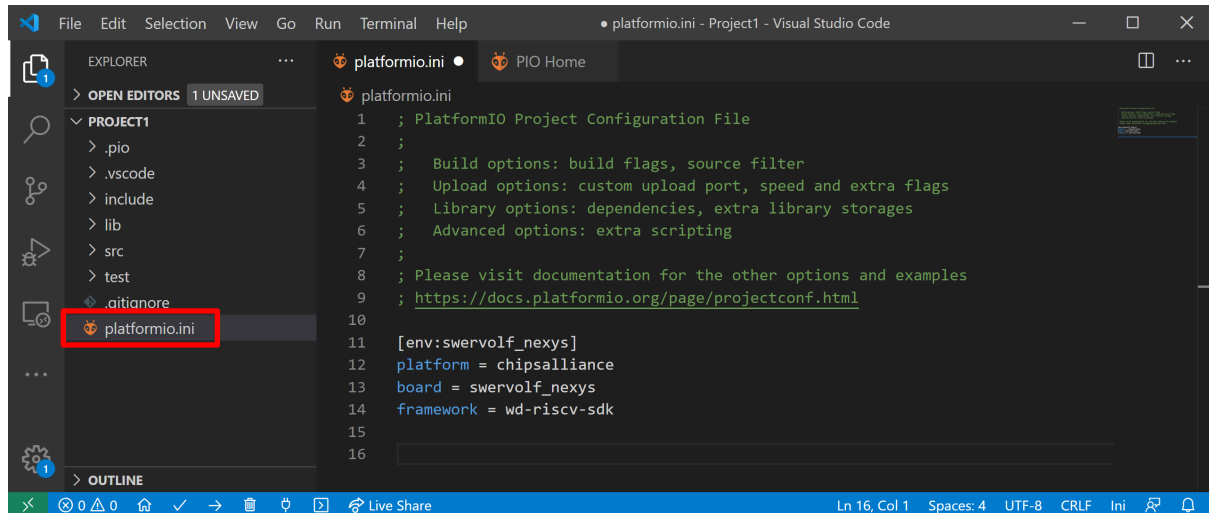 File Edit Selection View Go Run Terminal Help ● platformio.ini - Project1 - Visual Studio Code
EXPLORER ···
platformio.ini ●
PIO Home
OPEN EDITORS 1 UNSAVED
platformio.ini
PROJECT1
.pio
.vscode
include
lib
src
test
.gitignore
platformio.ini
OUTLINE
1 ; PlatformIO Project Configuration File
2 ;
3 ;   Build options: build flags, source filter
4 ;   Upload options: custom upload port, speed and extra flags
5 ;   Library options: dependencies, extra library storages
6 ;   Advanced options: extra scripting
7 ;
8 ; Please visit documentation for the other options and examples
9 ; https://docs.platformio.org/page/projectconf.html
10
11 [env:swervolf_nexys]
12 platform = chipsalliance
13 board = swervolf_nexys
14 framework = wd-riscv-sdk
15
16
1
1
0 0 Live Share Ln 16, Col 1 Spaces: 4 UTF-8 CRLF Ini